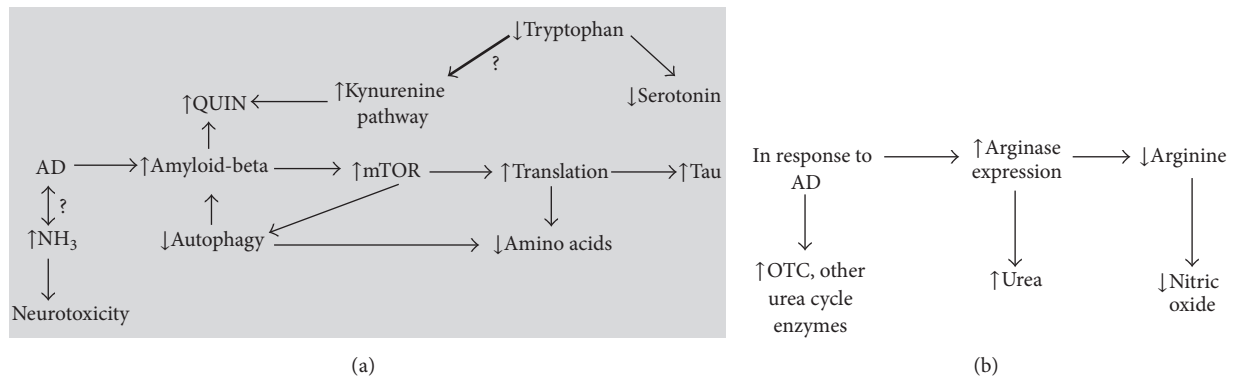 ↓Tryptophan
?
↑Kynurenine
pathway
↑QUIN
↓Serotonin
AD
↑Amyloid-beta
↑mTOR
↑Translation
↑Tau
?
↑NH₃
↓Autophagy
↓Amino acids
Neurotoxicity
(a)
In response to
AD
↑Arginase
expression
↓Arginine
↑OTC, other
urea cycle
enzymes
↑Urea
↓Nitric
oxide
(b)